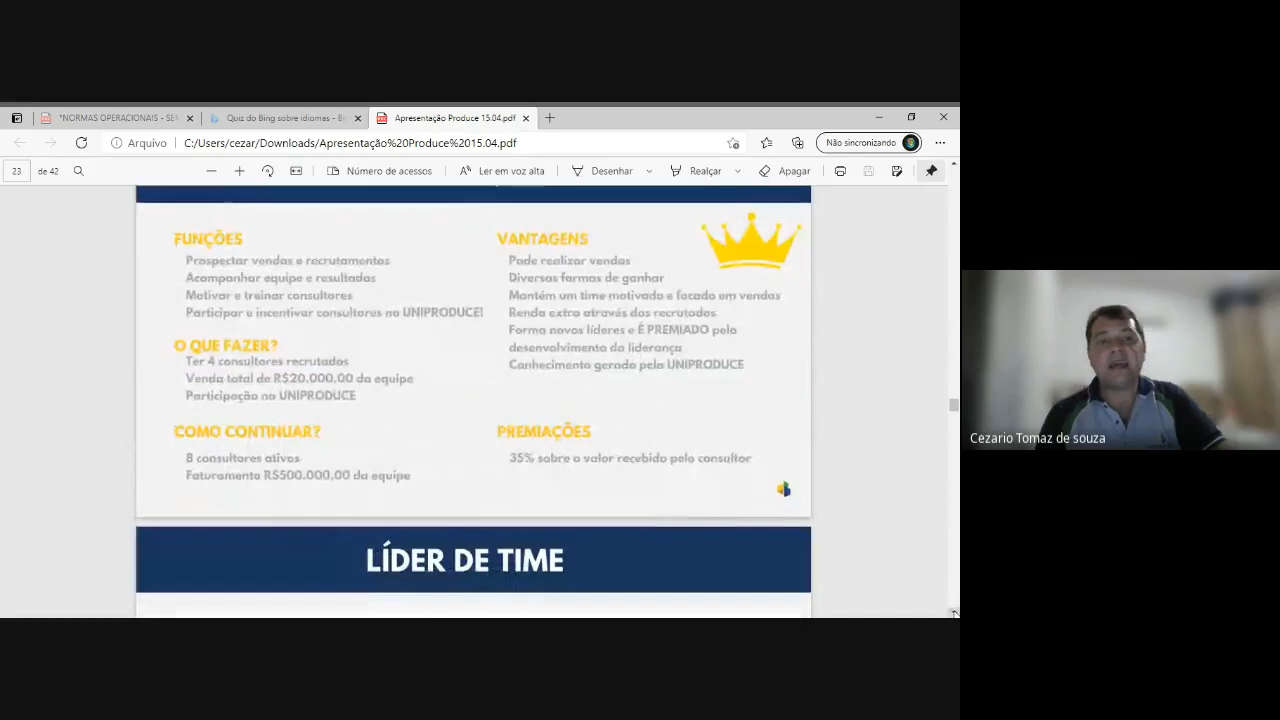 *NORMAS OPERACIONAIS - SEM
Quiz do Bing sobre idiomas - B
Apresentação Produce 15.04.pdf
Arquivo
C:/Users/cezar/Downloads/Apresentação%20Produce%2015.04.pdf
Não sincronizando
23
de 42
Número de acessos
Ler em voz alta
Desenhar
Realçar
Apagar
FUNÇÕES
Prospectar vendas e recrutamentos
Acompanhar equipe e resultados
Motivar e treinar consultores
Participar e incentivar consultores na UNIPRODUCE!
O QUE FAZER?
Ter 4 consultores recrutados
Venda total de R$20.000,00 da equipe
Participação na UNIPRODUCE
COMO CONTINUAR?
8 consultores ativos
Faturamento R$500.000,00 da equipe
VANTAGENS
Pode realizar vendas
Diversas formas de ganhar
Mantém um time motivado e focado em vendas
Renda extra através dos recrutados
Forma novos líderes e É PREMIADO pelo
desenvolvimento da liderança
Conhecimento gerado pela UNIPRODUCE
PREMIAÇÕES
35% sobre o valor recebido pelo consultor
LÍDER DE TIME
Cezario Tomaz de souza